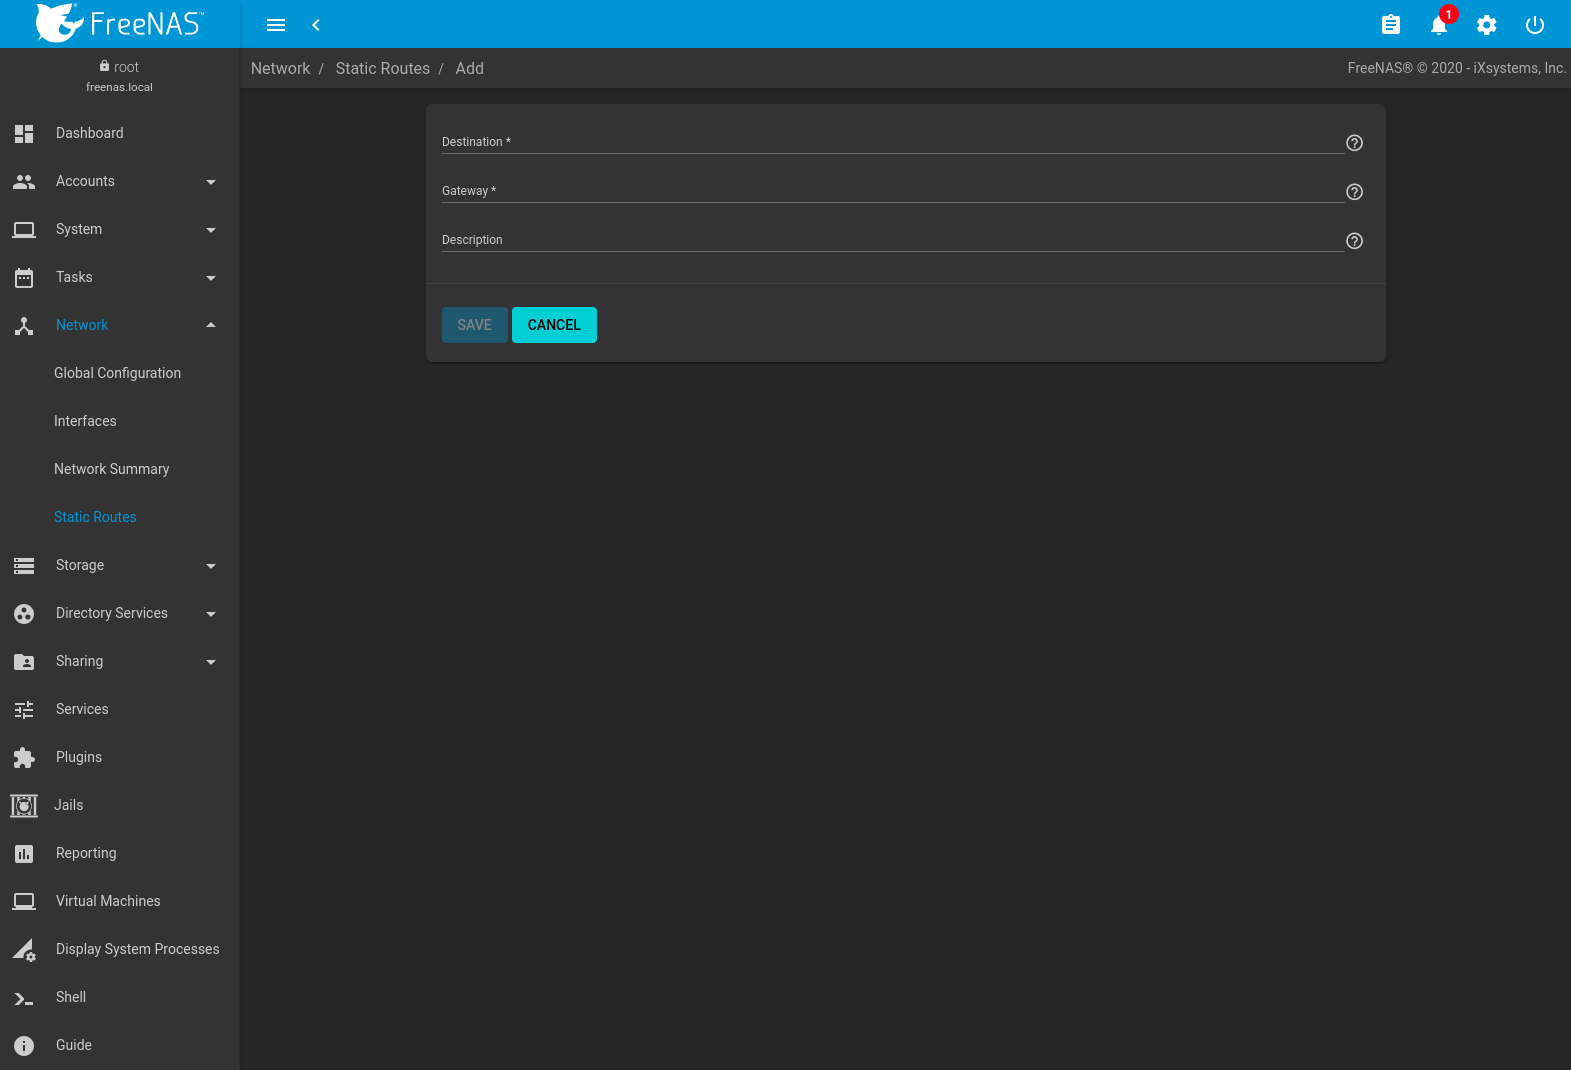 FreeNAS™
1
root
freenas.local
Network / Static Routes / Add
FreeNAS® © 2020 - iXsystems, Inc.
Dashboard
Accounts
System
Tasks
Network
Global Configuration
Interfaces
Network Summary
Static Routes
Storage
Directory Services
Sharing
Services
Plugins
Jails
Reporting
Virtual Machines
Display System Processes
Shell
Guide
Destination *
Gateway *
Description
SAVE CANCEL